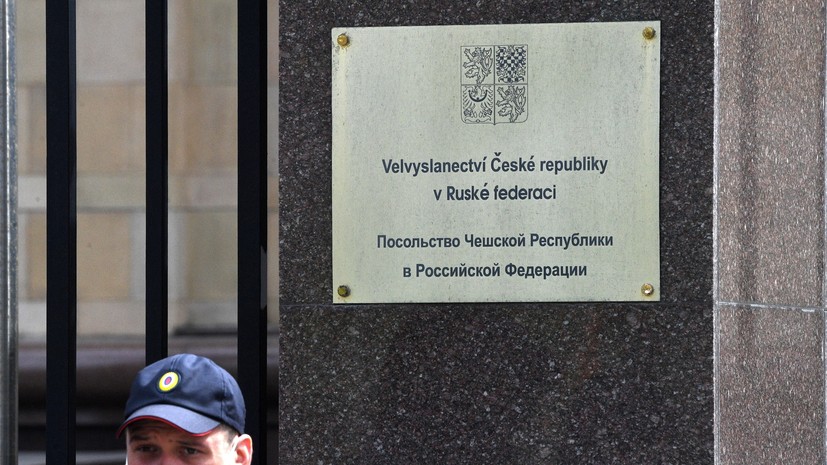 Velvyslanectví České republiky
v Ruské federaci
Посольство Чешской Республики
в Российской Федерации